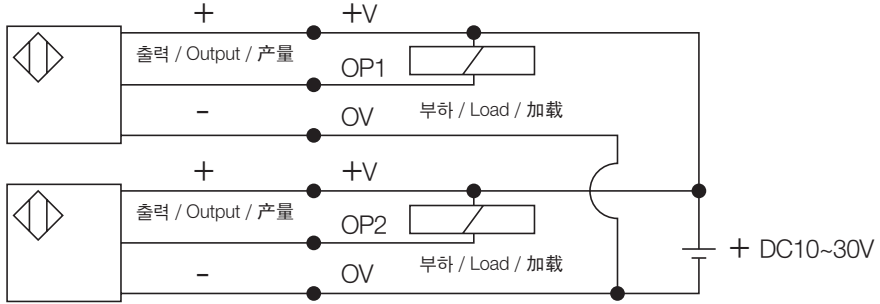 + +V
출력 / Output / 产量
OP1
- OV
부하 / Load / 加载
+ +V
출력 / Output / 产量
OP2
- OV
부하 / Load / 加载
+ DC10~30V